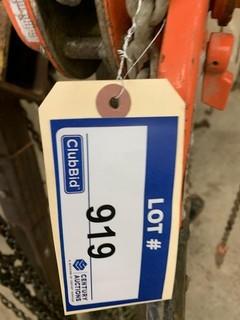 LOT #
919
ClubBid
CENTURY
AUCTIONS